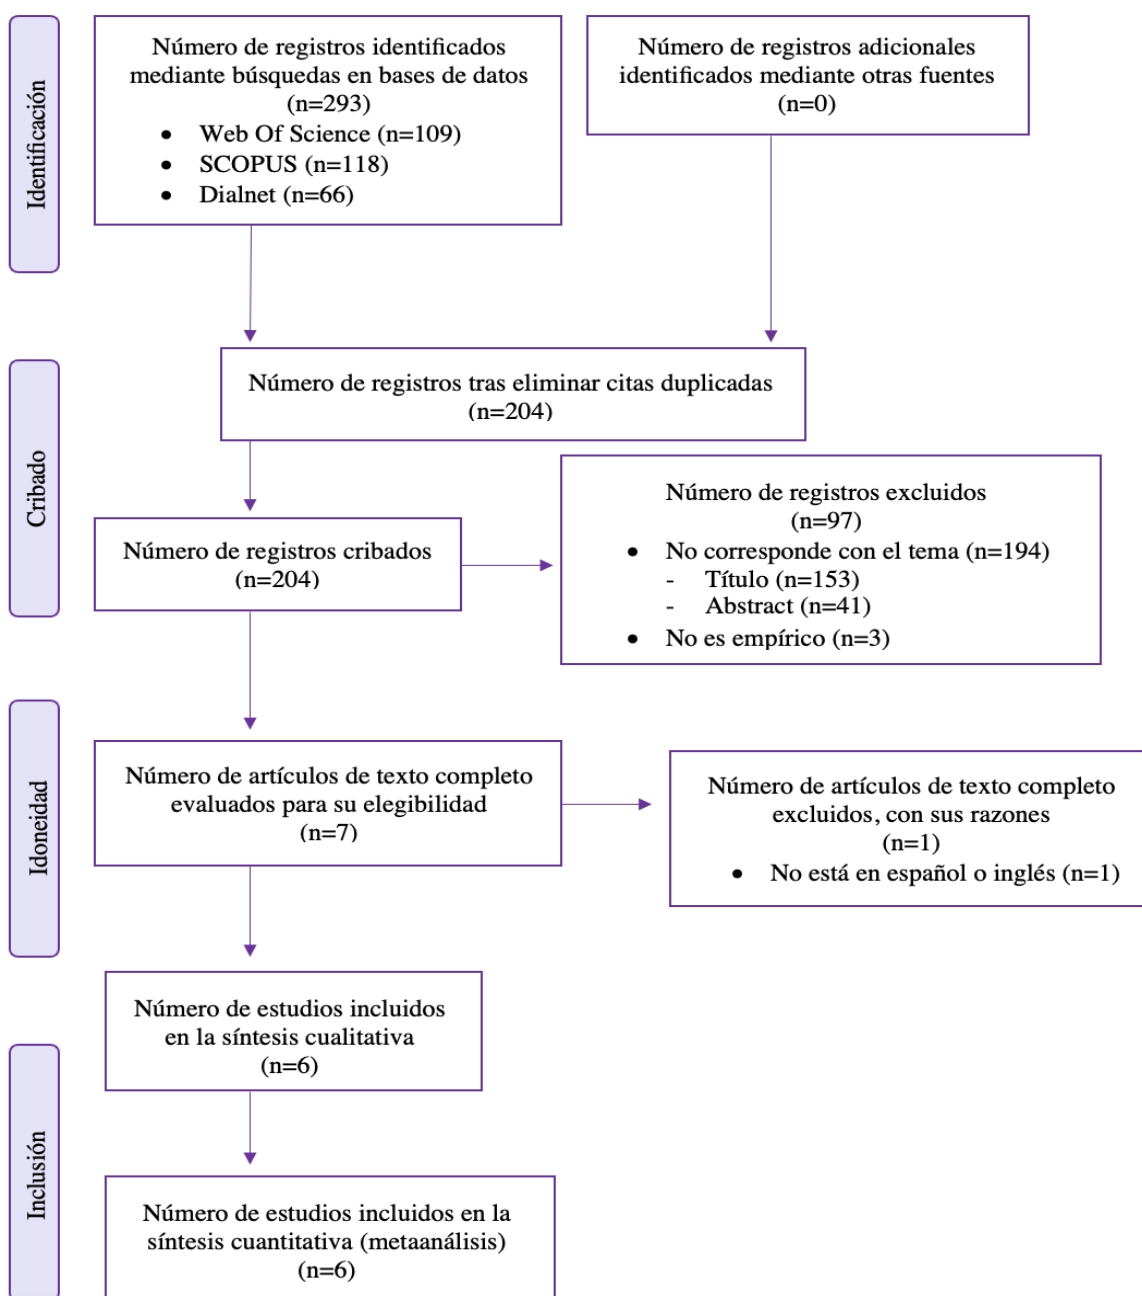 Identificación
Número de registros identificados
mediante búsquedas en bases de datos
(n=293)
• Web Of Science (n=109)
• SCOPUS (n=118)
• Dialnet (n=66)
Número de registros adicionales
identificados mediante otras fuentes
(n=0)
Cribado
Número de registros tras eliminar citas duplicadas
(n=204)
Número de registros cribados
(n=204)
Número de registros excluidos
(n=97)
• No corresponde con el tema (n=194)
- Título (n=153)
- Abstract (n=41)
• No es empírico (n=3)
Idoneidad
Número de artículos de texto completo
evaluados para su elegibilidad
(n=7)
Número de artículos de texto completo
excluidos, con sus razones
(n=1)
• No está en español o inglés (n=1)
Número de estudios incluidos
en la síntesis cualitativa
(n=6)
Inclusión
Número de estudios incluidos en la
síntesis cuantitativa (metaanálisis)
(n=6)